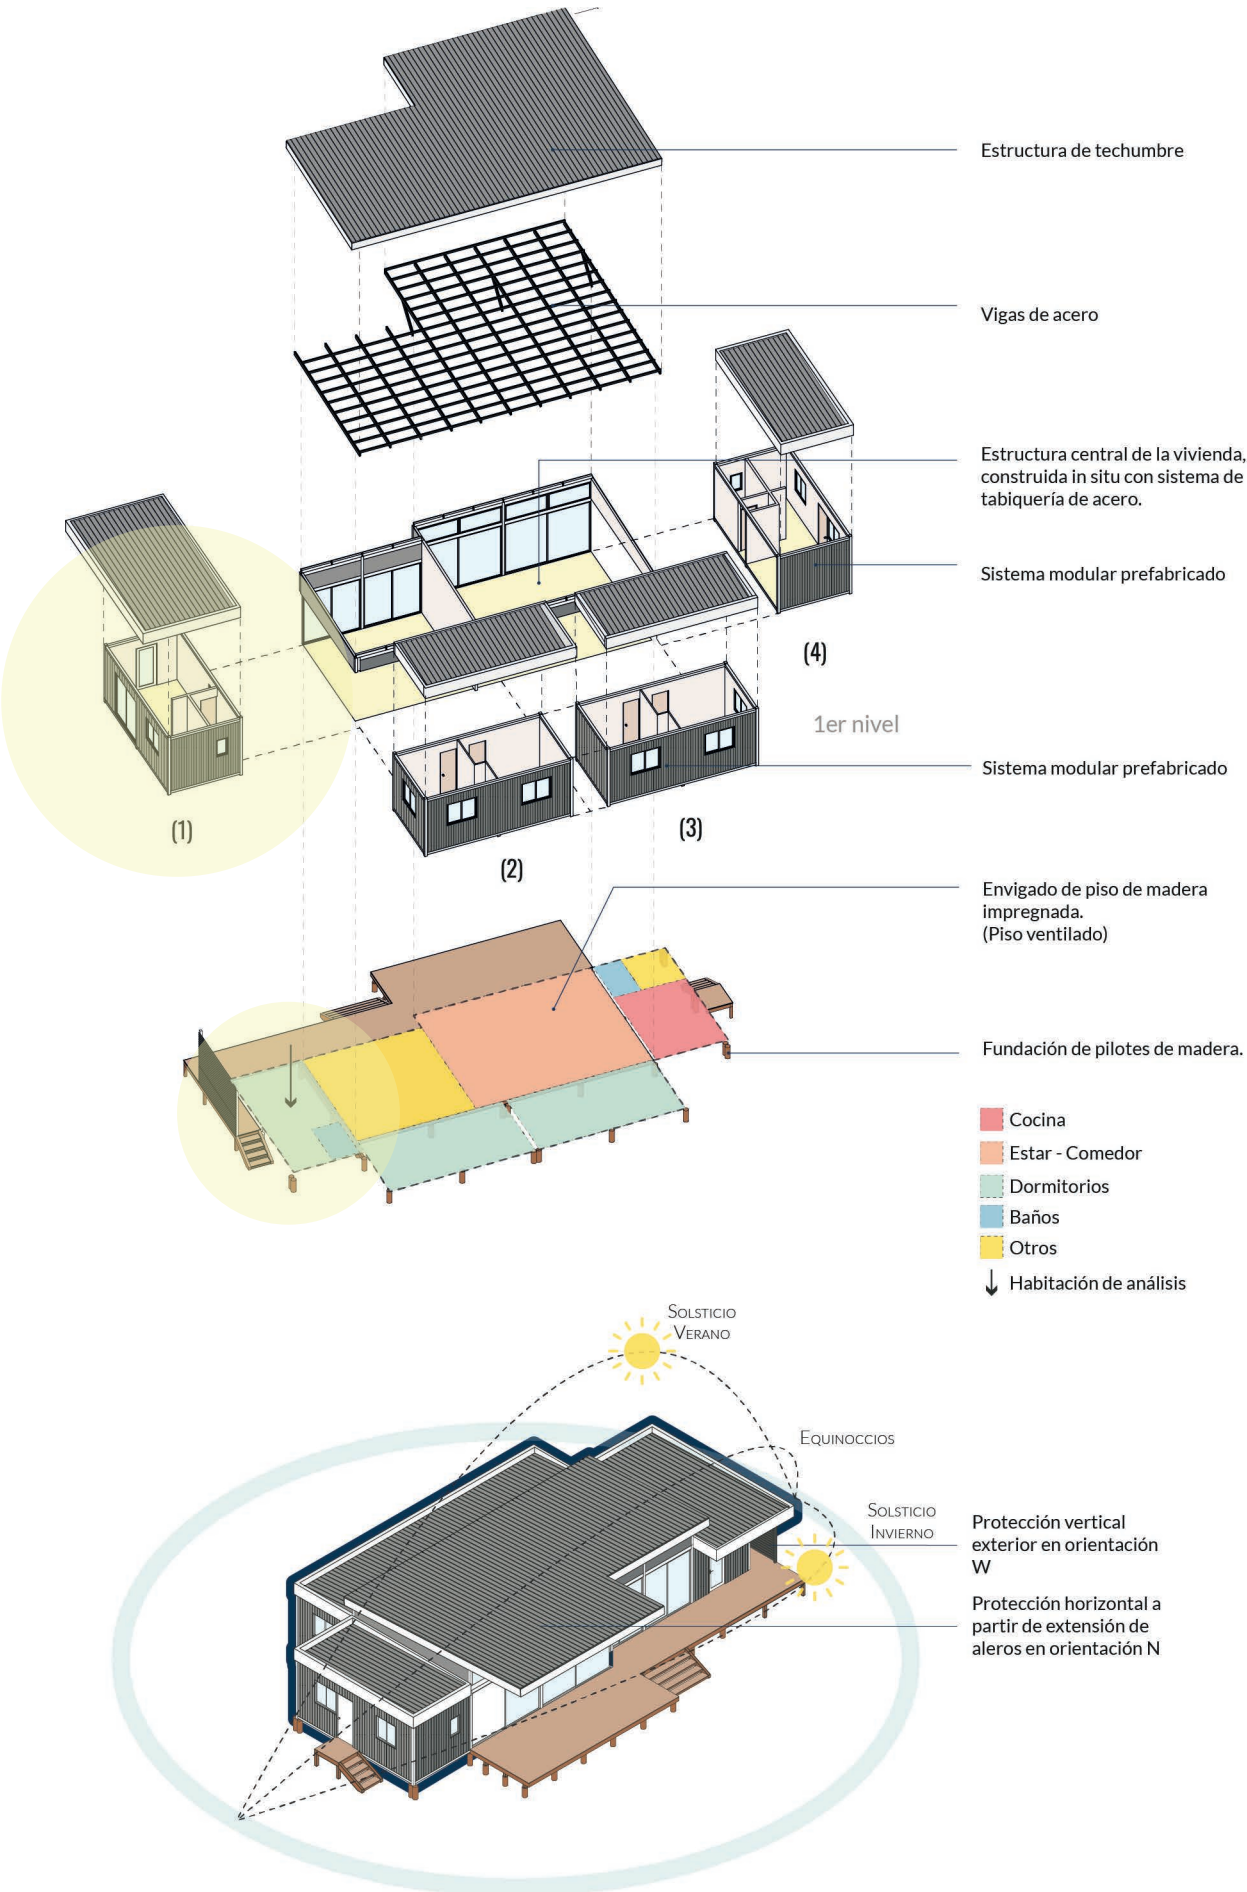 Estructura de techumbre
Vigas de acero
Estructura central de la vivienda,
construida in situ con sistema de
tabiquería de acero.
Sistema modular prefabricado
(4)
1er nivel
Sistema modular prefabricado
(1)
(3)
(2)
Envigado de piso de madera
impregnada.
(Piso ventilado)
Fundación de pilotes de madera.
Cocina
Estar - Comedor
Dormitorios
Baños
Otros
Habitación de análisis
SOLSTICIO
VERANO
EQUINOCCIOS
SOLSTICIO
INVIERNO
Protección vertical
exterior en orientación
W
Protección horizontal a
partir de extensión de
aleros en orientación N